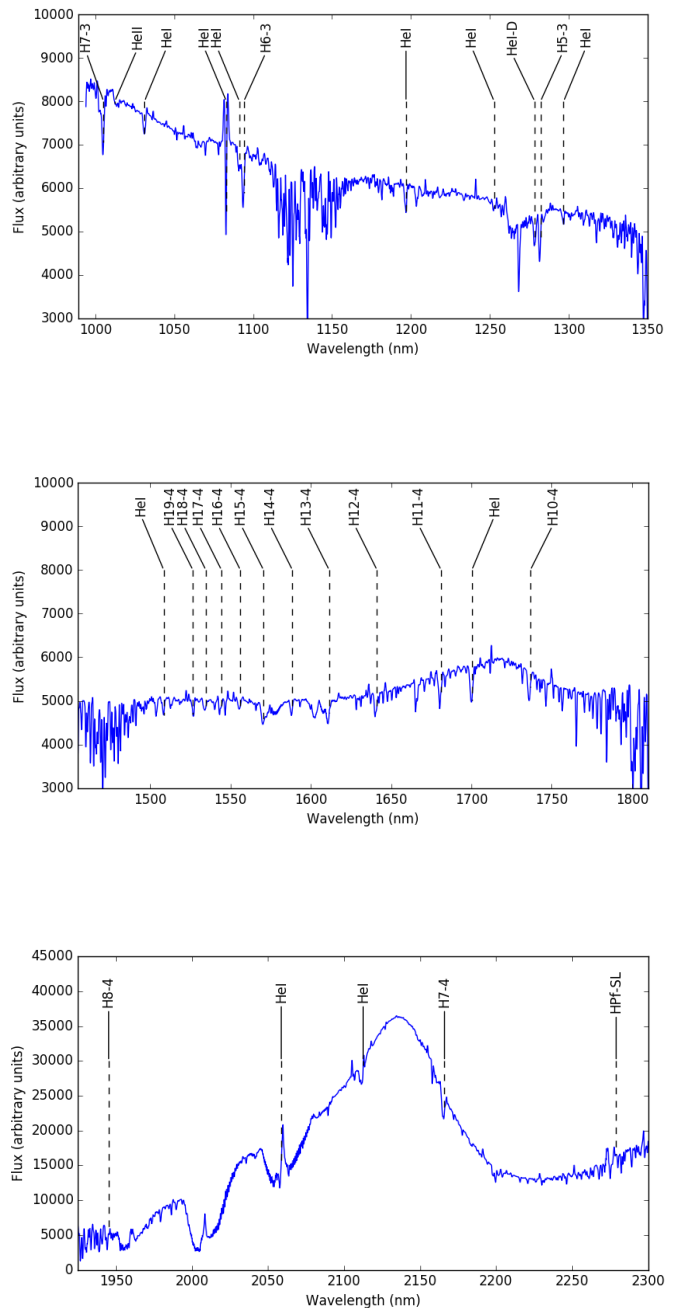 10000
9000
8000
7000
6000
5000
4000
3000
Flux (arbitrary units)
H7-3
HeII
HeI
HeI
HeI
H6-3
HeI
HeI
HeI-D
H5-3
HeI
1000
1050
1100
1150
1200
1250
1300
1350
Wavelength (nm)
10000
9000
8000
7000
6000
5000
4000
3000
Flux (arbitrary units)
HeI
H19-4
H18-4
H17-4
H16-4
H15-4
H14-4
H13-4
H12-4
H11-4
HeI
H10-4
1500
1550
1600
1650
1700
1750
1800
Wavelength (nm)
45000
40000
35000
30000
25000
20000
15000
10000
5000
0
Flux (arbitrary units)
H8-4
HeI
HeI
H7-4
HPf-SL
1950
2000
2050
2100
2150
2200
2250
2300
Wavelength (nm)